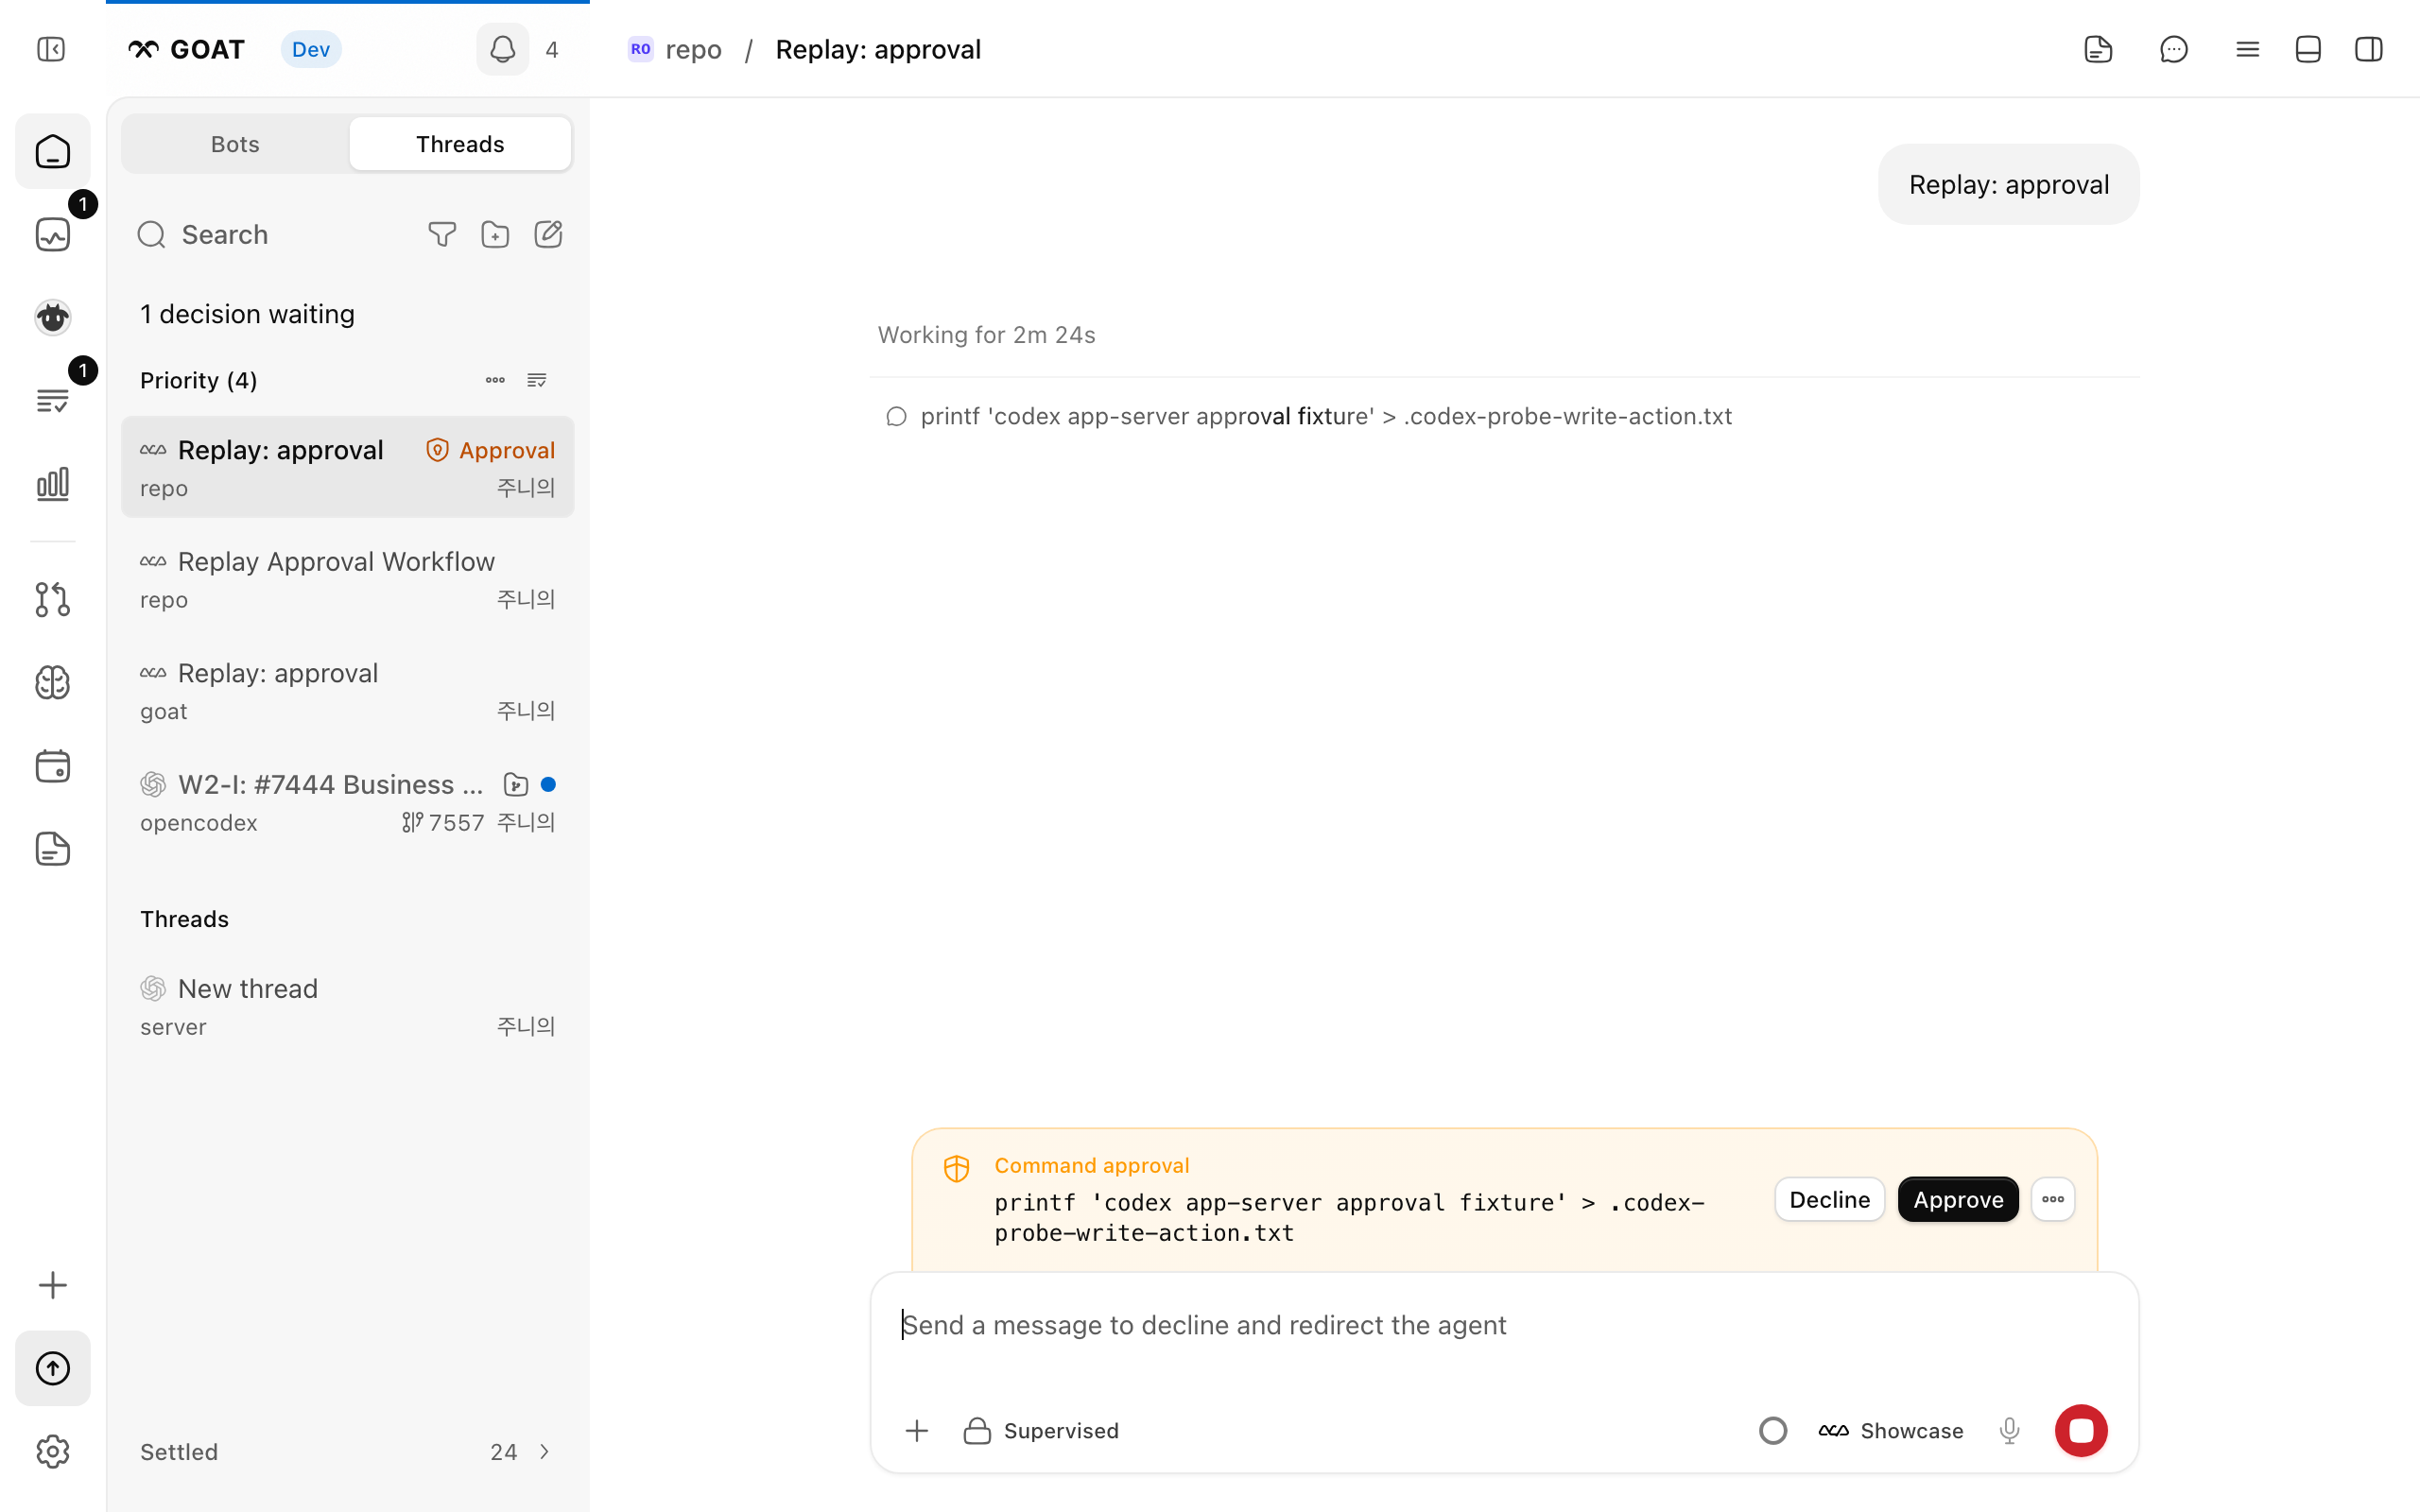 GOAT
Dev
4
RO repo / Replay: approval
Bots
Threads
1
Search
1 decision waiting
1
Priority (4)
Replay: approval
Approval
repo
주니의
Replay Approval Workflow
repo
주니의
Replay: approval
goat
주니의
W2-I: #7444 Business ...
opencodex
7557 주니의
Threads
New thread
server
주니의
Settled
24
Replay: approval
Working for 2m 24s
printf 'codex app-server approval fixture' > .codex-probe-write-action.txt
Command approval
printf 'codex app-server approval fixture' > .codex-
probe-write-action.txt
Decline
Approve
Send a message to decline and redirect the agent
Supervised
Showcase